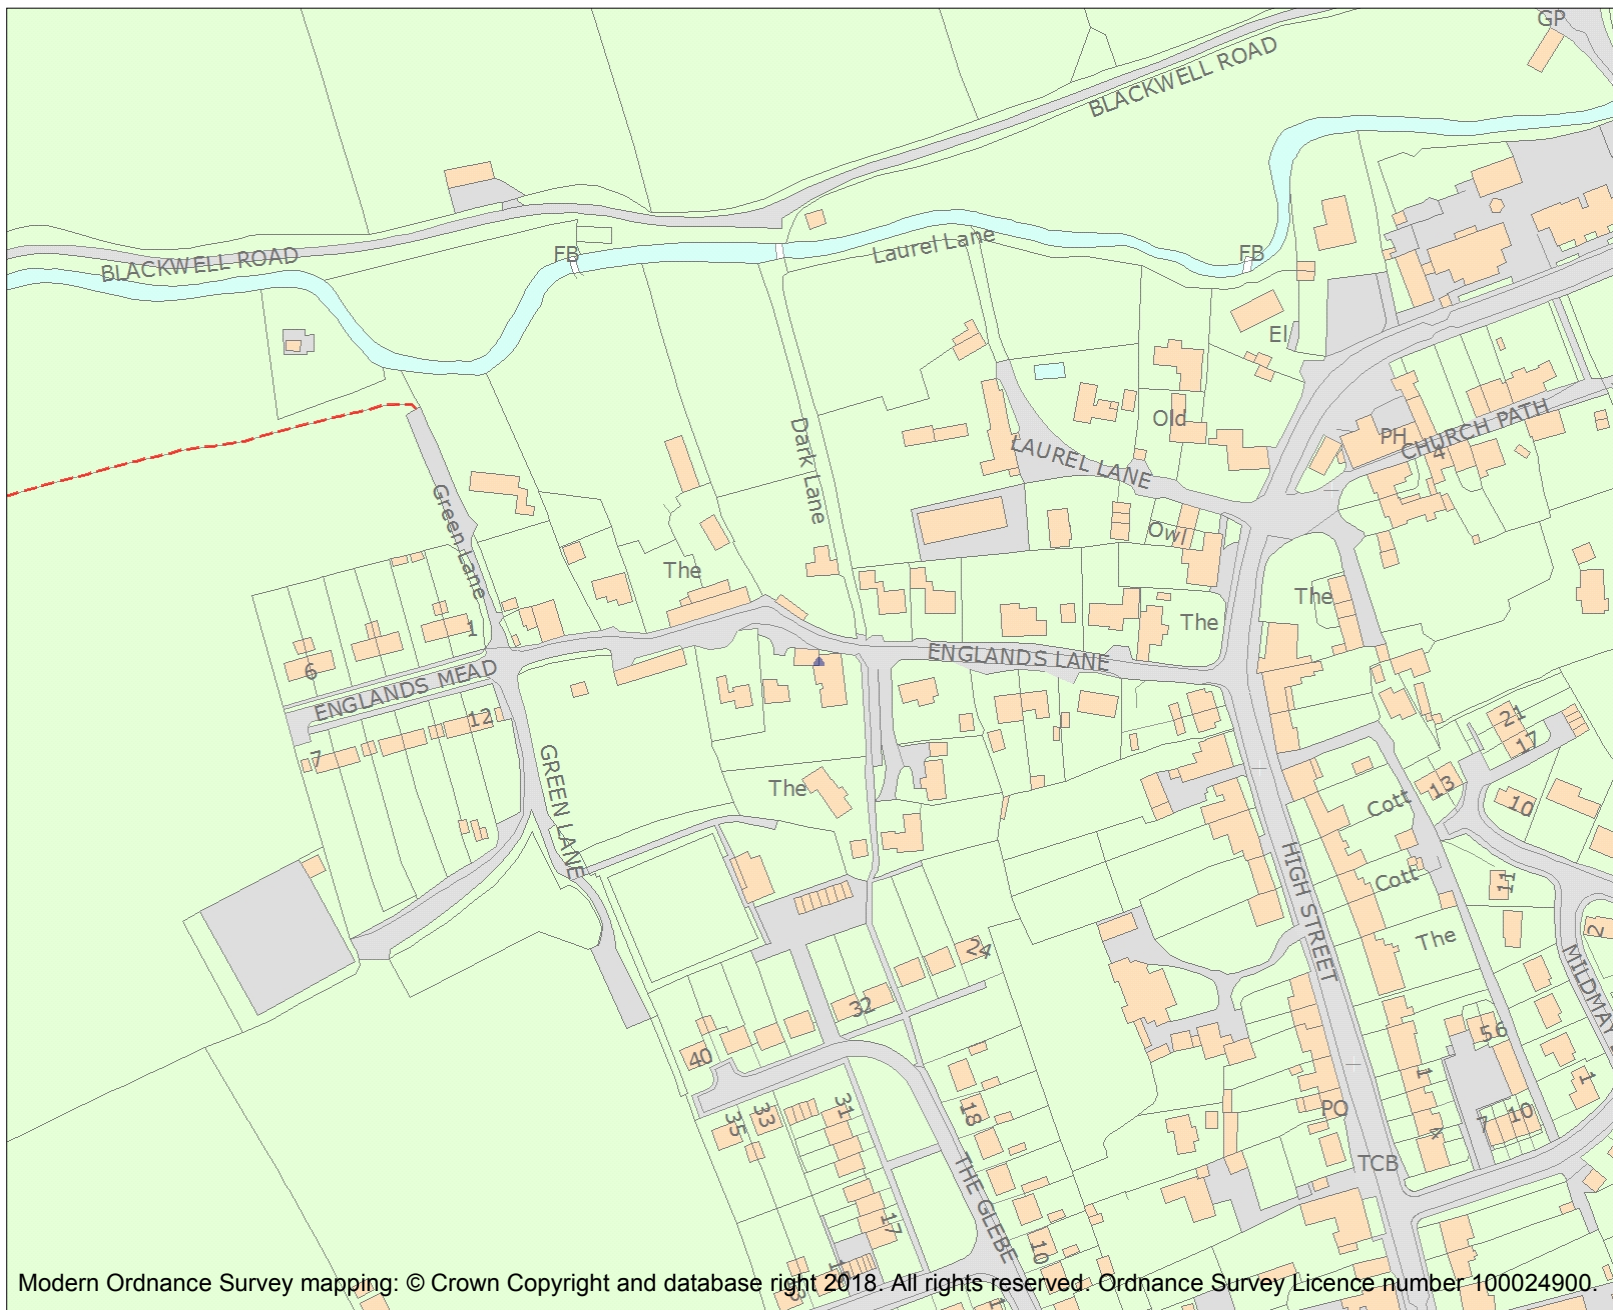 GP
BLACKWELL ROAD
BLACKWELL ROAD
FB
Laurel Lane
FB
El
Old
PH
CHURCH PATH
4
Dark Lane
LAUREL LANE
Owl
Green Lane
The
The
The
1
6
ENGLANDS MEAD
ENGLANDS LANE
12
7
21
17
GREEN LANE
The
Cott
13
10
HIGH STREET
Cott
11
The
2
MILDMAY
24
32
40
56
1
1
PO
4
7
10
35
33
31
18
TCB
THE GLEBE
17
10
1
Modern Ordnance Survey mapping: © Crown Copyright and database right 2018. All rights reserved. Ordnance Survey Licence number 100024900.